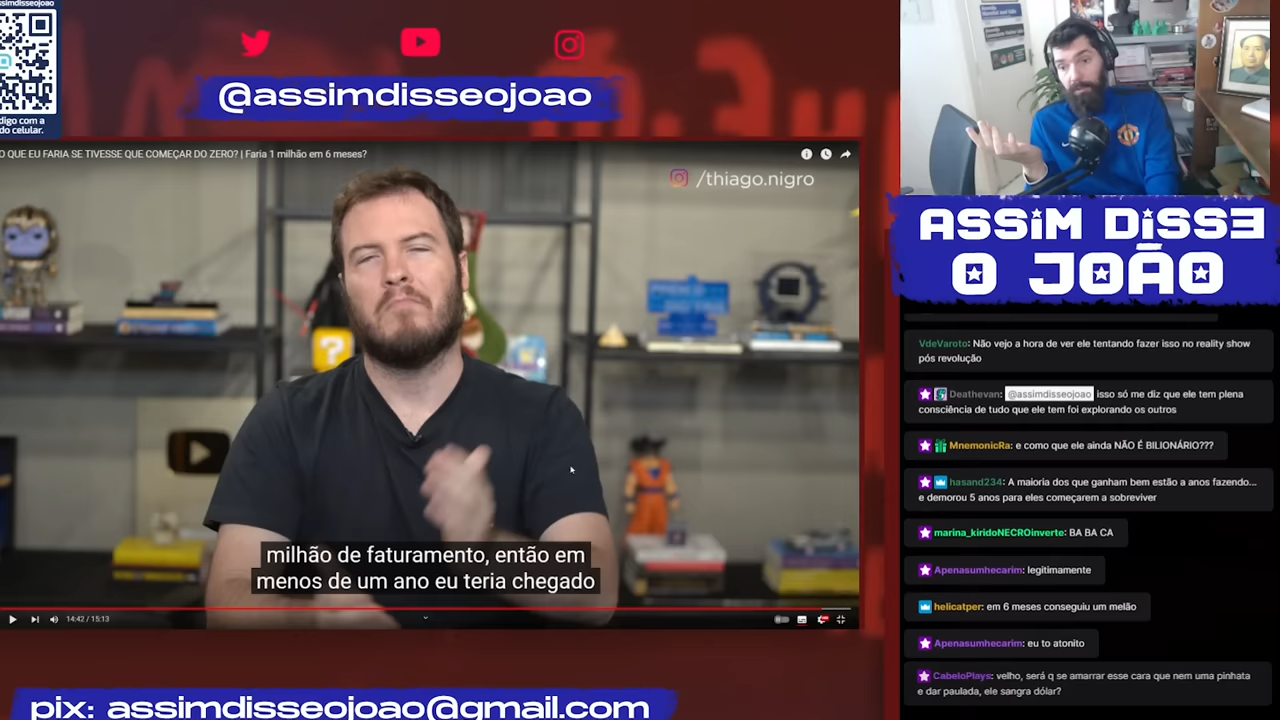 ssimdisseojoao
digo com a
do celular.
@assimdisseojoao
O QUE EU FARIA SE TIVESSE QUE COMEÇAR DO ZERO? | Faria 1 milhão em 6 meses?
/thiago.nigro
milhão de faturamento, então em
menos de um ano eu teria chegado
14:42 / 15:13
pix: assimdisseojoao@gmail.com
ASSIM DISSE
O JOÃO
VdeVaroto: Não vejo a hora de ver ele tentando fazer isso no reality show
pós revolução
Deathevan: @assimdisseojoao isso só me diz que ele tem plena
consciência de tudo que ele tem foi explorando os outros
MnemonicRa: e como que ele ainda NÃO É BILIONÁRIO???
hasand234: A maioria dos que ganham bem estão a anos fazendo...
e demorou 5 anos para eles começarem a sobreviver
marina_kiridoNECROinverte: BA BA CA
Apenasumhecarim: legitimamente
helicatper: em 6 meses conseguiu um melão
Apenasumhecarim: eu to atonito
CabeloPlays: velho, será q se amarrar esse cara que nem uma pinhata
e dar paulada, ele sangra dólar?